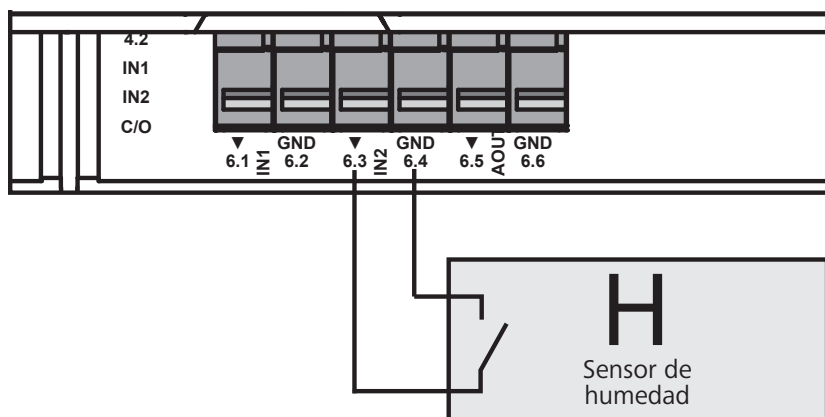 4.2
IN1
IN2
C/O
▼ GND ▼ GND ▼ GND
6.1 IN1 6.2 6.3 IN2 6.4 6.5 AOUT 6.6
H
Sensor de
humedad